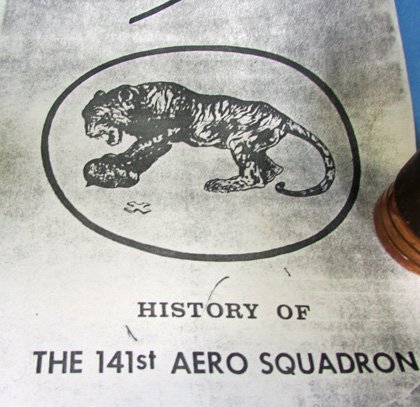 HISTORY OF
THE 141st AERO SQUADRON